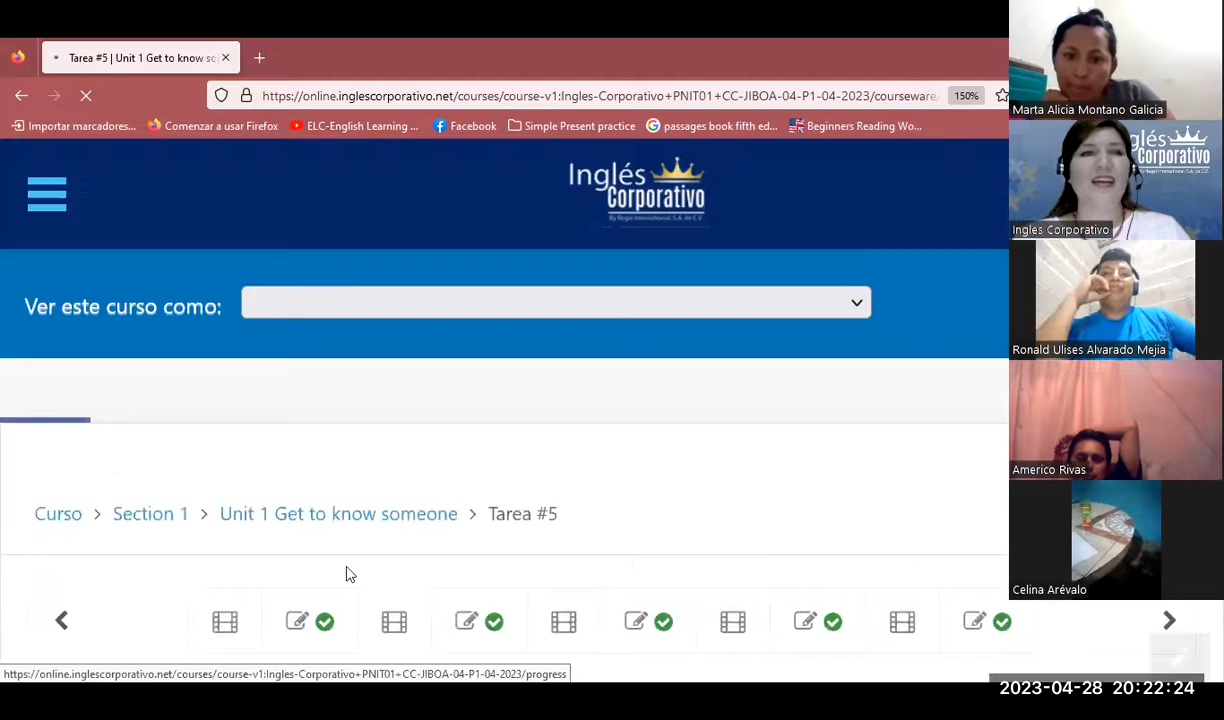 Tarea #5 | Unit 1 Get to know so
https://online.inglescorporativo.net/courses/course-v1:Ingles-Corporativo+PNIT01+CC-JIBOA-04-P1-04-2023/courseware/
150%
Importar marcadores...
Comenzar a usar Firefox
ELC-English Learning ...
Facebook
Simple Present practice
passages book fifth ed...
Beginners Reading Wo...
Inglés
Corporativo
By Regal International, S.A. de C.V.
Ver este curso como:
Curso > Section 1 > Unit 1 Get to know someone > Tarea #5
https://online.inglescorporativo.net/courses/course-v1:Ingles-Corporativo+PNIT01+CC-JIBOA-04-P1-04-2023/progress
Marta Alicia Montano Galicia
glés
Corporativo
Ingles Corporativo
Ronald Ulises Alvarado Mejia
Americo Rivas
Celina Arévalo
2023-04-28 20:22:24